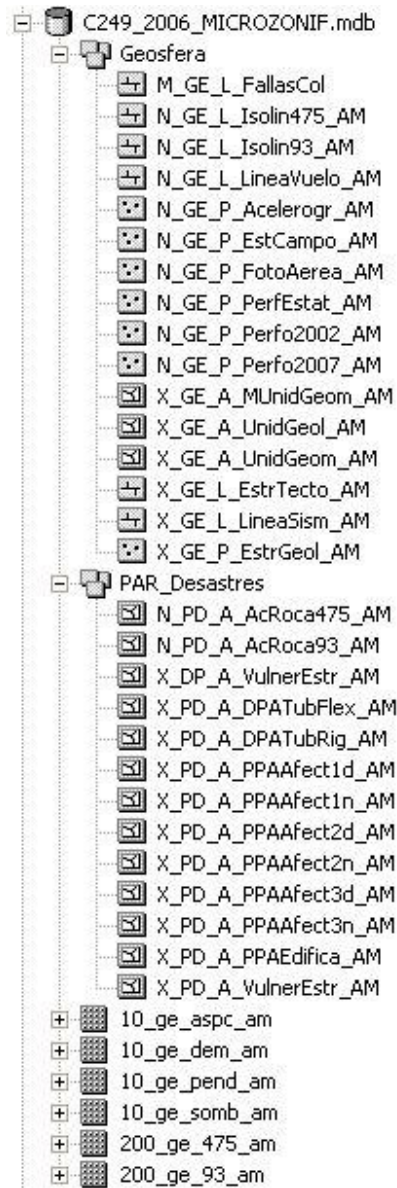 C249_2006_MICROZONIF.mdb
Geosfera
M_GE_L_FallasCol
N_GE_L_Isolin475_AM
N_GE_L_Isolin93_AM
N_GE_L_LineaVuelo_AM
N_GE_P_Acelerogr_AM
N_GE_P_EstCampo_AM
N_GE_P_FotoAerea_AM
N_GE_P_PerfEstat_AM
N_GE_P_Perfo2002_AM
N_GE_P_Perfo2007_AM
X_GE_A_MUnidGeom_AM
X_GE_A_UnidGeol_AM
X_GE_A_UnidGeom_AM
X_GE_L_EstrTecto_AM
X_GE_L_LineaSism_AM
X_GE_P_EstrGeol_AM
PAR_Desastres
N_PD_A_AcRoca475_AM
N_PD_A_AcRoca93_AM
X_DP_A_VulnerEstr_AM
X_PD_A_DPATubFlex_AM
X_PD_A_DPATubRig_AM
X_PD_A_PPAAfect1d_AM
X_PD_A_PPAAfect1n_AM
X_PD_A_PPAAfect2d_AM
X_PD_A_PPAAfect2n_AM
X_PD_A_PPAAfect3d_AM
X_PD_A_PPAAfect3n_AM
X_PD_A_PPAEdifica_AM
X_PD_A_VulnerEstr_AM
10_ge_aspc_am
10_ge_dem_am
10_ge_pend_am
10_ge_somb_am
200_ge_475_am
200_ge_93_am